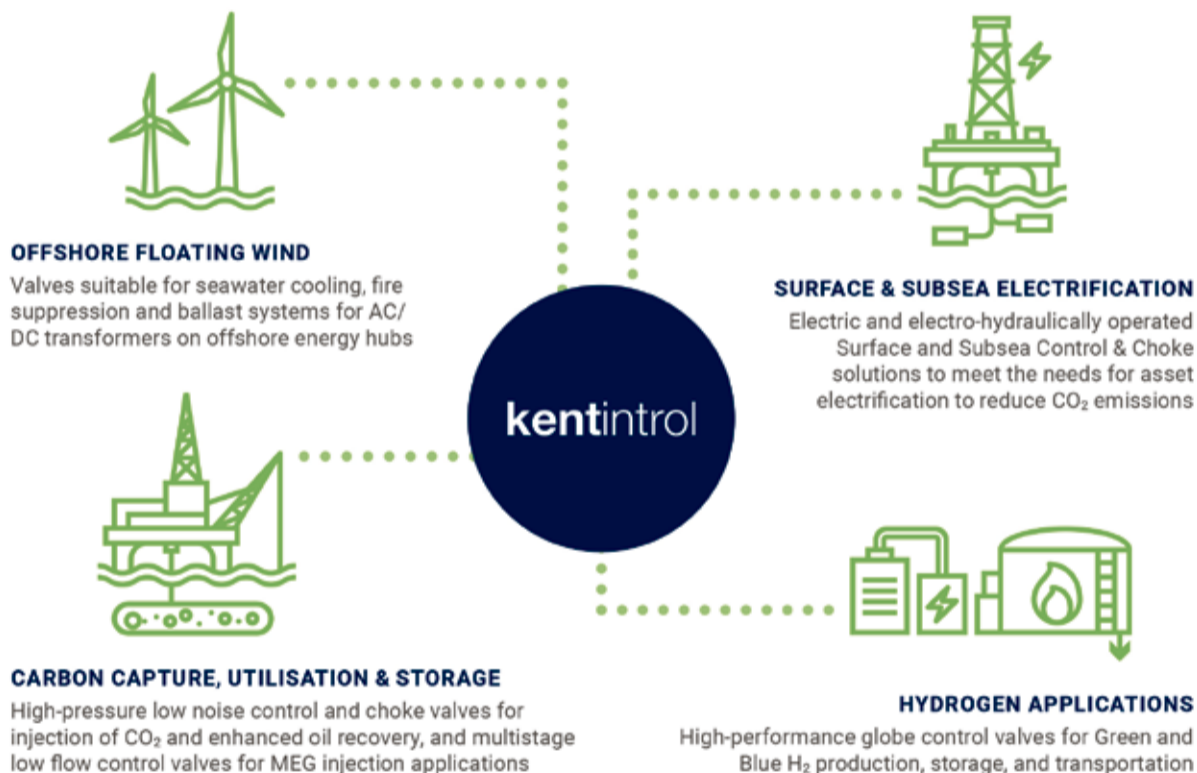 OFFSHORE FLOATING WIND
Valves suitable for seawater cooling, fire
suppression and ballast systems for AC/
DC transformers on offshore energy hubs
SURFACE & SUBSEA ELECTRIFICATION
Electric and electro-hydraulically operated
Surface and Subsea Control & Choke
solutions to meet the needs for asset
electrification to reduce CO₂ emissions
kentintrol
CARBON CAPTURE, UTILISATION & STORAGE
High-pressure low noise control and choke valves for
injection of CO₂ and enhanced oil recovery, and multistage
low flow control valves for MEG injection applications
HYDROGEN APPLICATIONS
High-performance globe control valves for Green and
Blue H₂ production, storage, and transportation